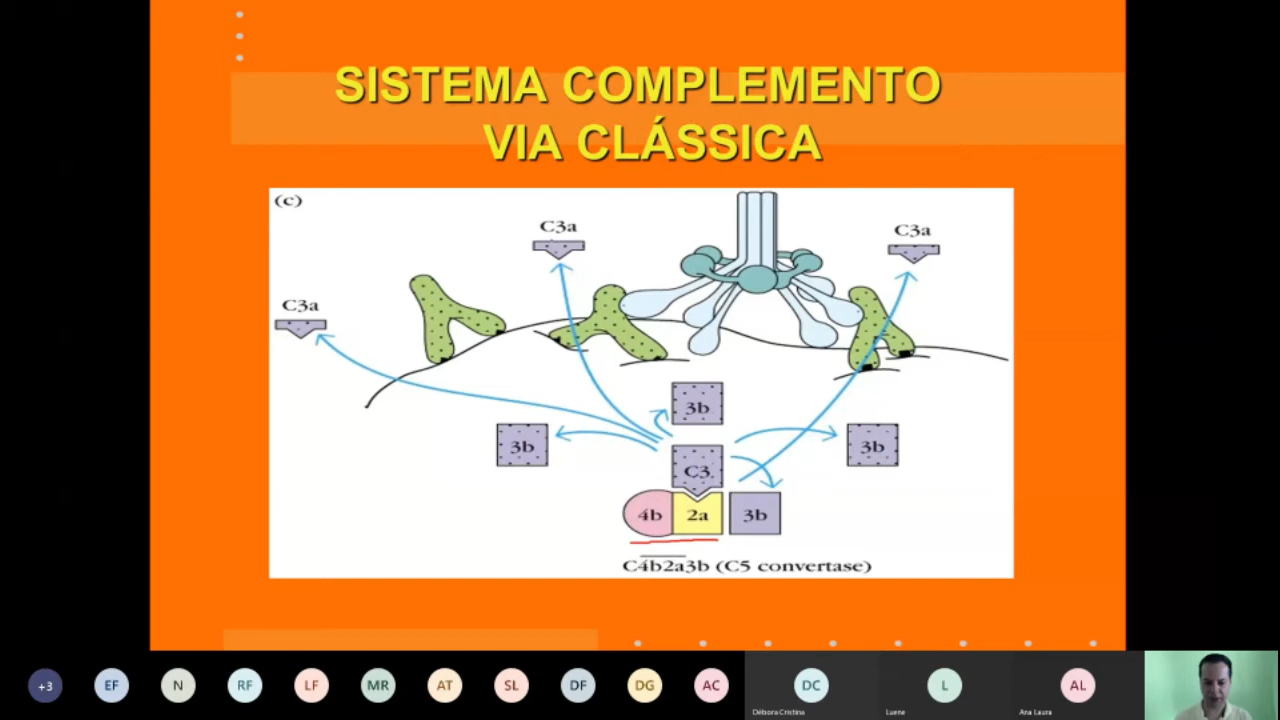 SISTEMA COMPLEMENTO
VIA CLÁSSICA
(c)
C3a
C3a
C3a
3b
3b
3b
C3
4b
2a
3b
C4b2a3b (C5 convertase)
+3
EF
N
RF
LF
MR
AT
SL
DF
DG
AC
DC
L
AL
Débora Cristina
Luene
Ana Laura